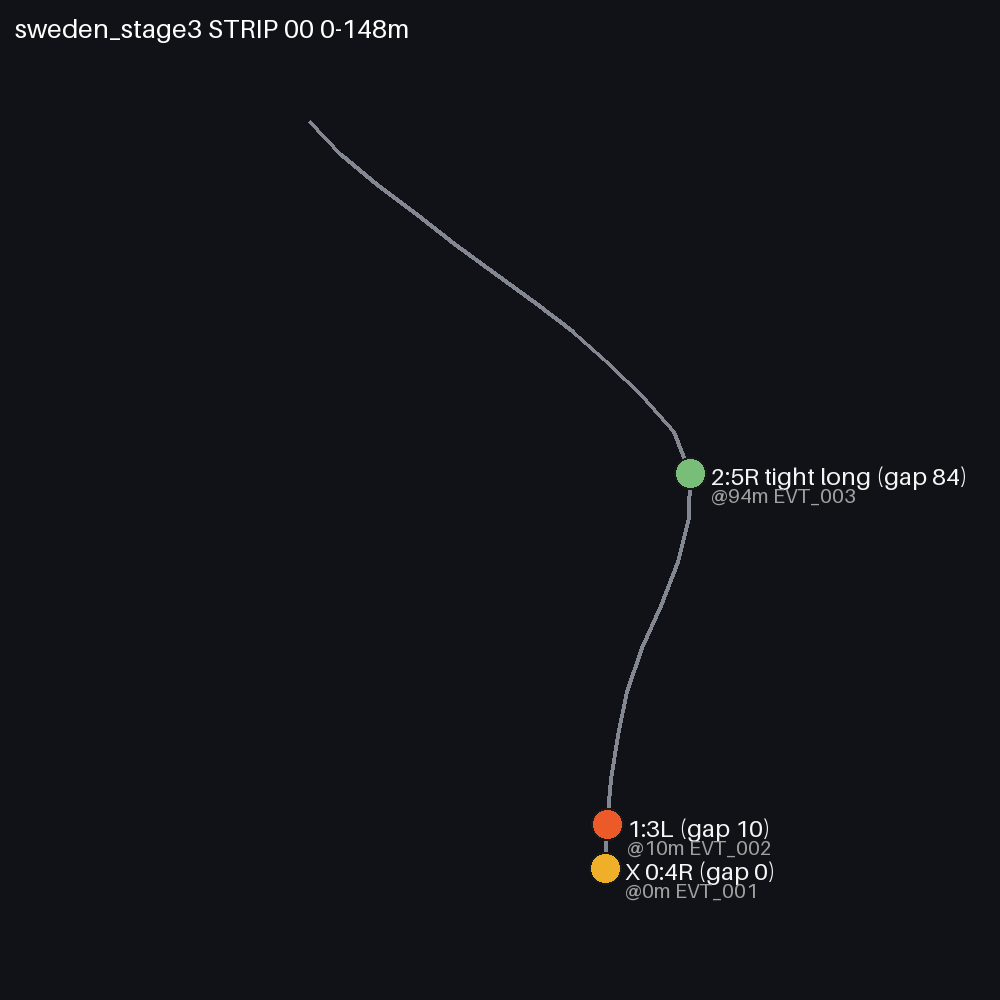 sweden_stage3 STRIP 00 0-148m
2:5R tight long (gap 84)
@94m EVT_003
1:3L (gap 10)
@10m EVT_002
X 0:4R (gap 0)
@0m EVT_001